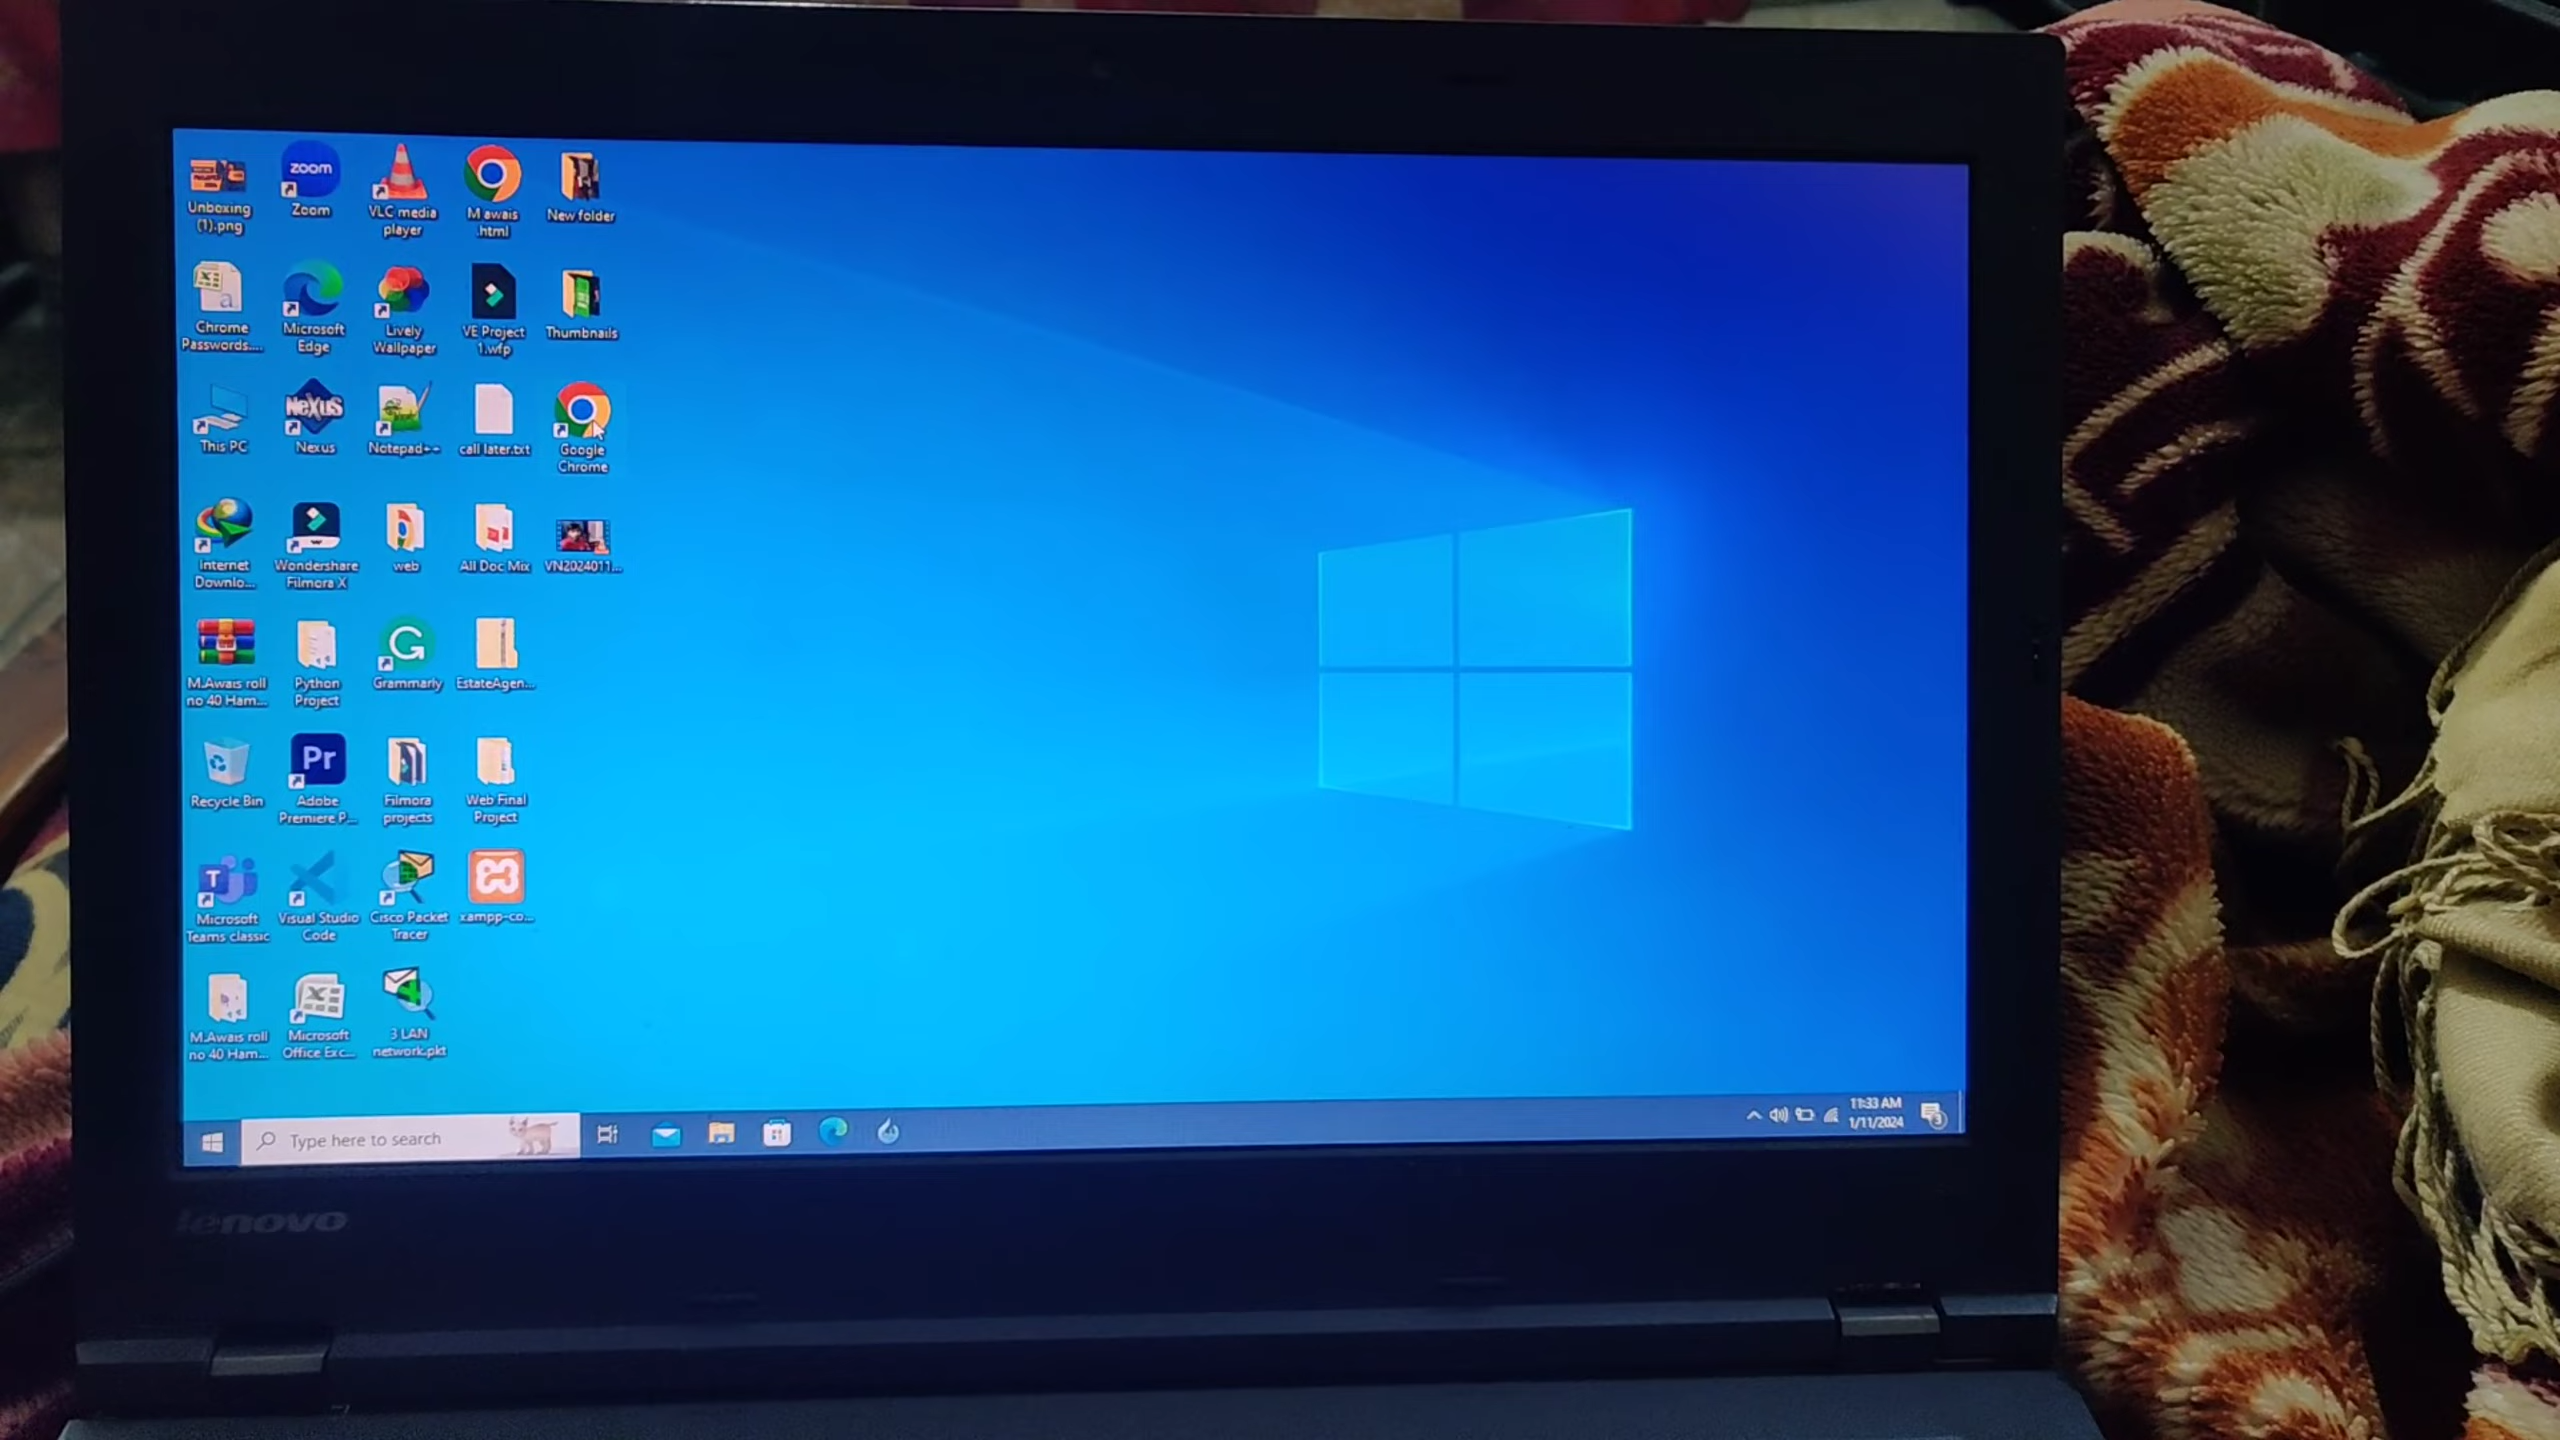 Unboxing
(1).png
zoom
Zoom
VLC media
player
M awais
.html
New folder
Chrome
Passwords....
Microsoft
Edge
Lively
Wallpaper
VE Project
1.wfp
Thumbnails
This PC
NeXuS
Nexus
Notepad++
call later.txt
Google
Chrome
Internet
Downlo...
Wondershare
Filmora X
web
All Doc Mix
VN2024011...
M.Awais roll
no 40 Ham...
Python
Project
G
Grammarly
EstateAgen...
Recycle Bin
Pr
Adobe
Premiere P...
Filmora
projects
Web Final
Project
T
Microsoft
Teams classic
Visual Studio
Code
Cisco Packet
Tracer
xampp-co...
M.Awais roll
no 40 Ham...
Microsoft
Office Exc...
3 LAN
network.pkt
Type here to search
11:33 AM
1/11/2024
3
lenovo